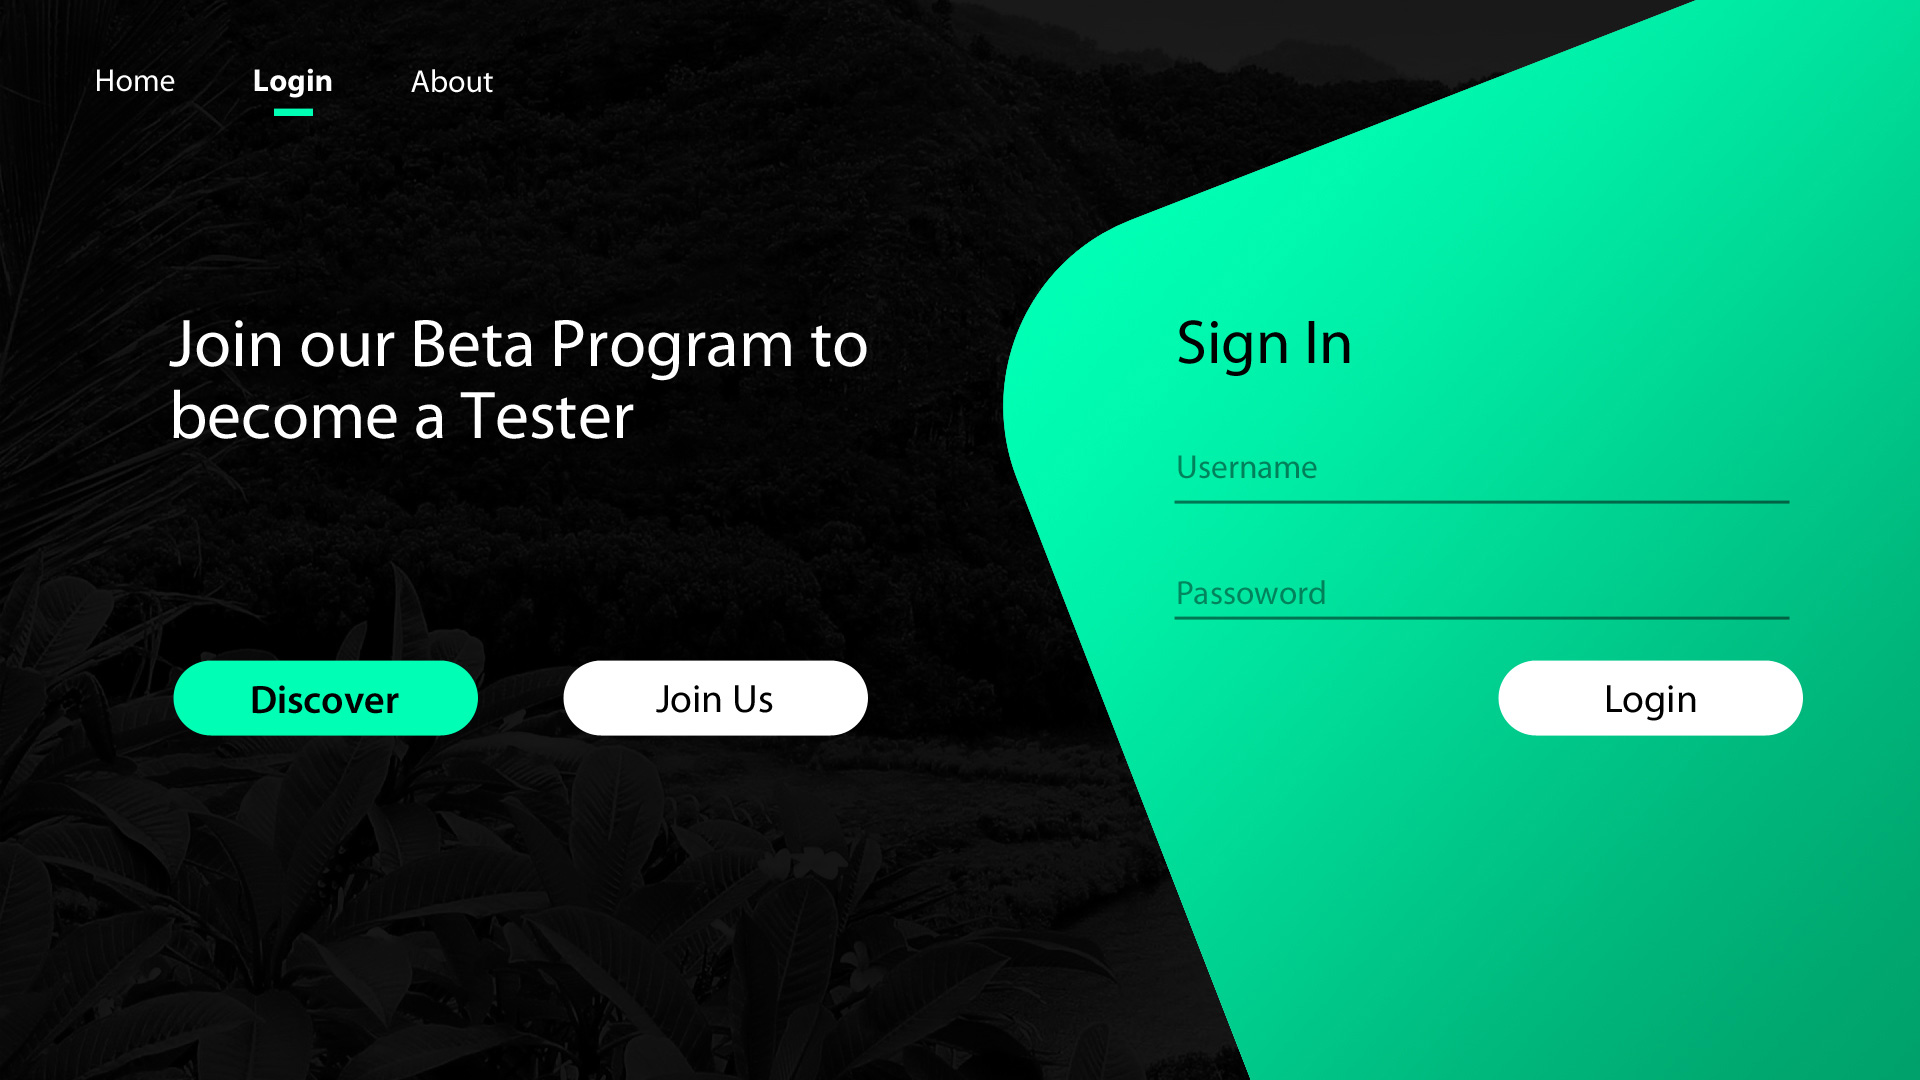 Home Login About
Join our Beta Program to
become a Tester
Discover Join Us
Sign In
Username
Passoword
Login